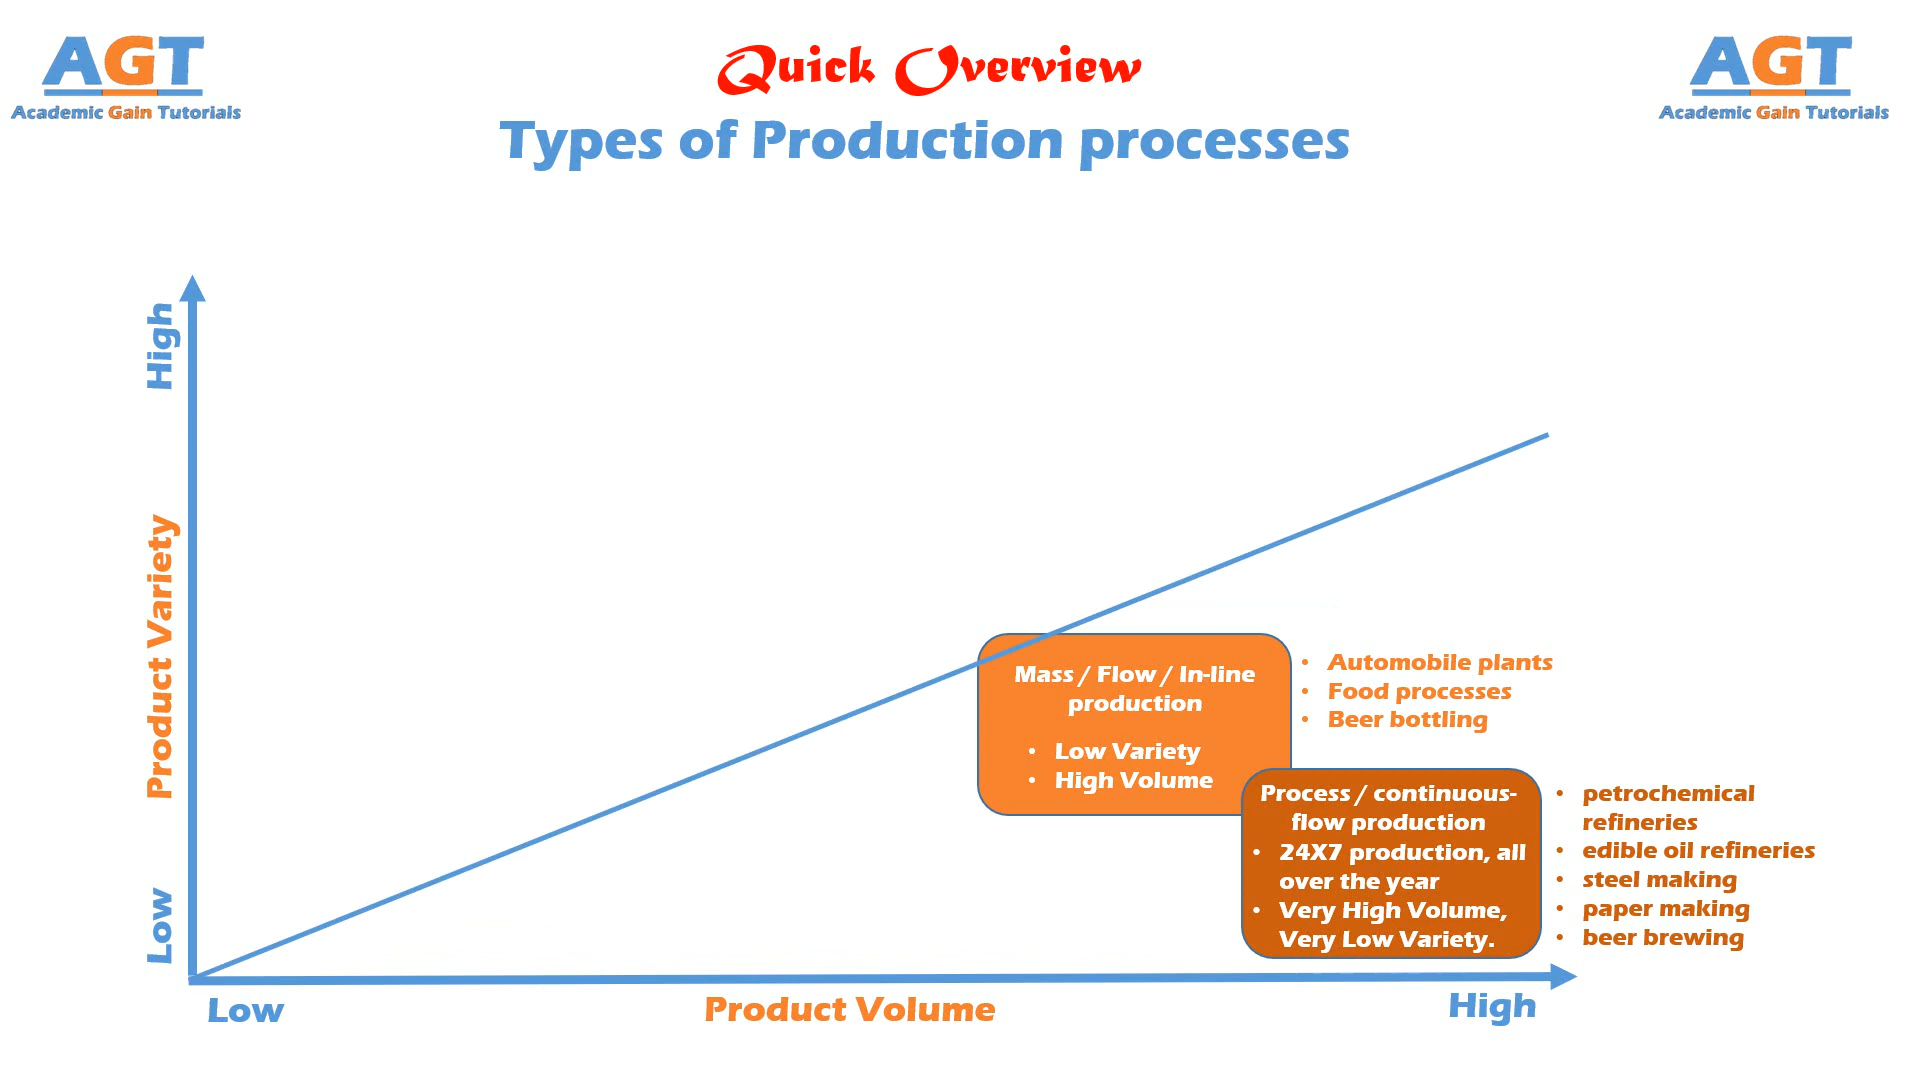 AGT
Academic Gain Tutorials
Quick Overview
Types of Production processes
AGT
Academic Gain Tutorials
High
Product Variety
Low
Mass / Flow / In-line
production
• Low Variety
• High Volume
• Automobile plants
• Food processes
• Beer bottling
Process / continuous-
flow production
• 24X7 production, all
over the year
• Very High Volume,
Very Low Variety.
• petrochemical
refineries
• edible oil refineries
• steel making
• paper making
• beer brewing
Low
Product Volume
High